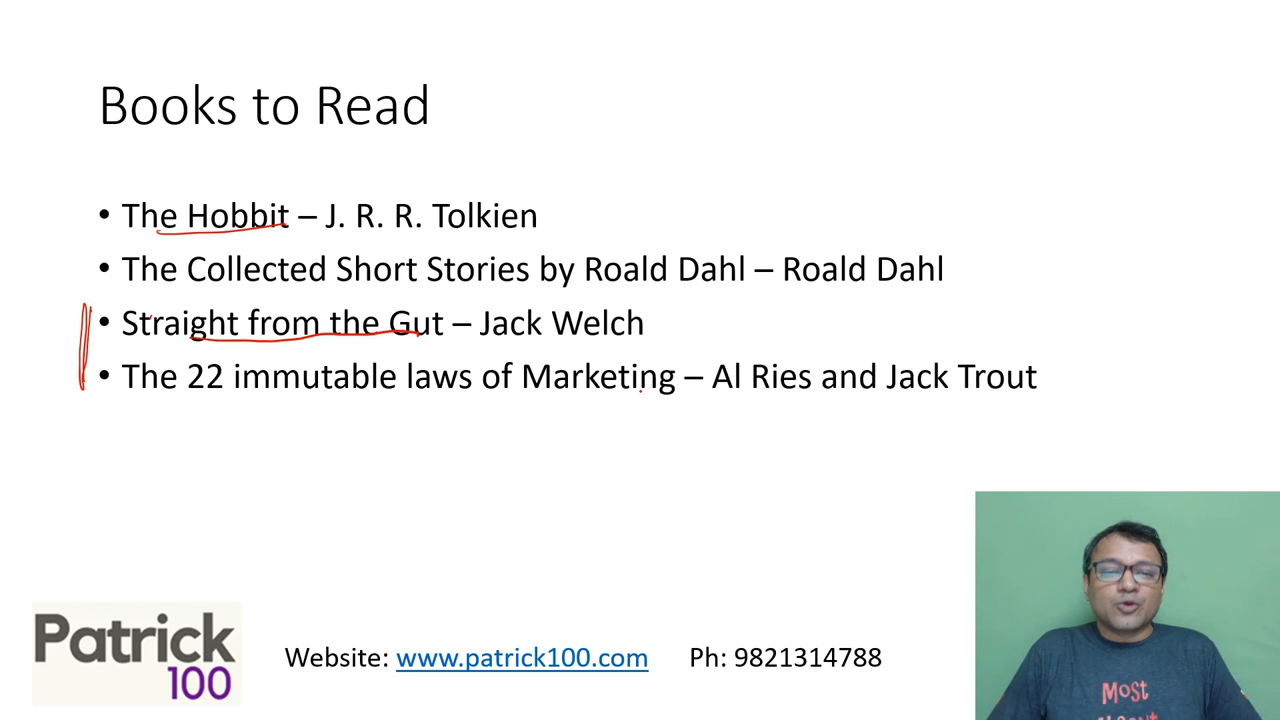 Books to Read
• The Hobbit – J. R. R. Tolkien
• The Collected Short Stories by Roald Dahl – Roald Dahl
• Straight from the Gut – Jack Welch
• The 22 immutable laws of Marketing – Al Ries and Jack Trout
Patrick
100
Website: www.patrick100.com Ph: 9821314788
Most